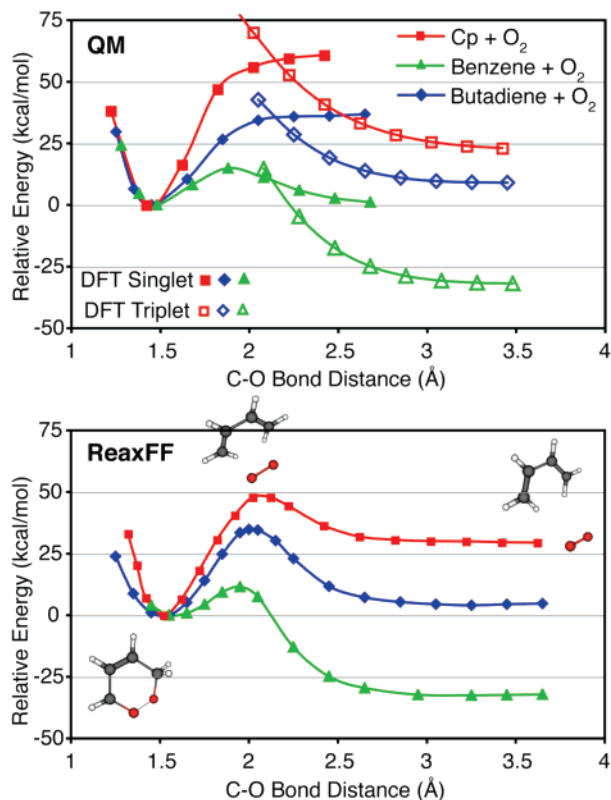 QM
Cp + O2
Benzene + O2
Butadiene + O2
Relative Energy (kcal/mol)
75
50
25
0
-25
-50
DFT Singlet
DFT Triplet
1
1.5
2
2.5
3
3.5
4
C-O Bond Distance (Å)
ReaxFF
Relative Energy (kcal/mol)
75
50
25
0
-25
-50
1
1.5
2
2.5
3
3.5
4
C-O Bond Distance (Å)